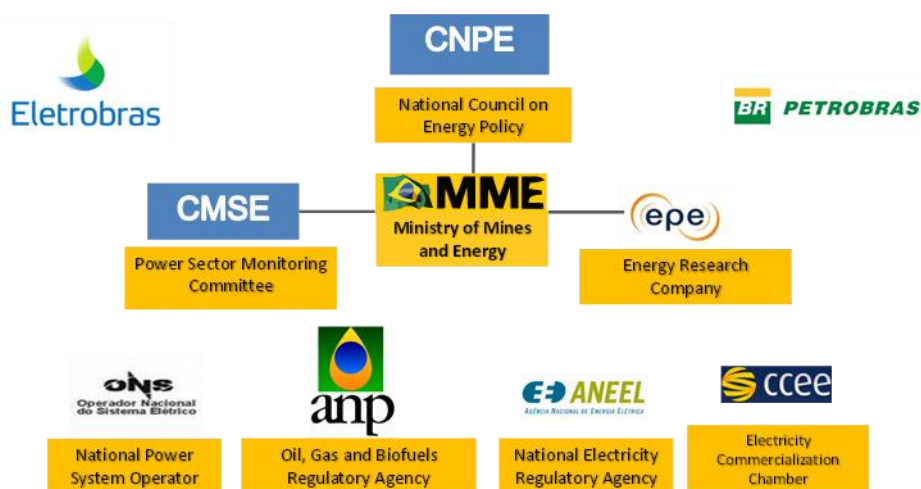 CNPE
Eletrobras
National Council on
Energy Policy
BR PETROBRAS
CMSE
MME
Ministry of Mines
and Energy
epe
Power Sector Monitoring
Committee
Energy Research
Company
ONS
Operador Nacional
do Sistema Elétrico
anp
ANEEL
AGÊNCIA NACIONAL DE ENERGIA ELÉTRICA
ccee
National Power
System Operator
Oil, Gas and Biofuels
Regulatory Agency
National Electricity
Regulatory Agency
Electricity
Commercialization
Chamber